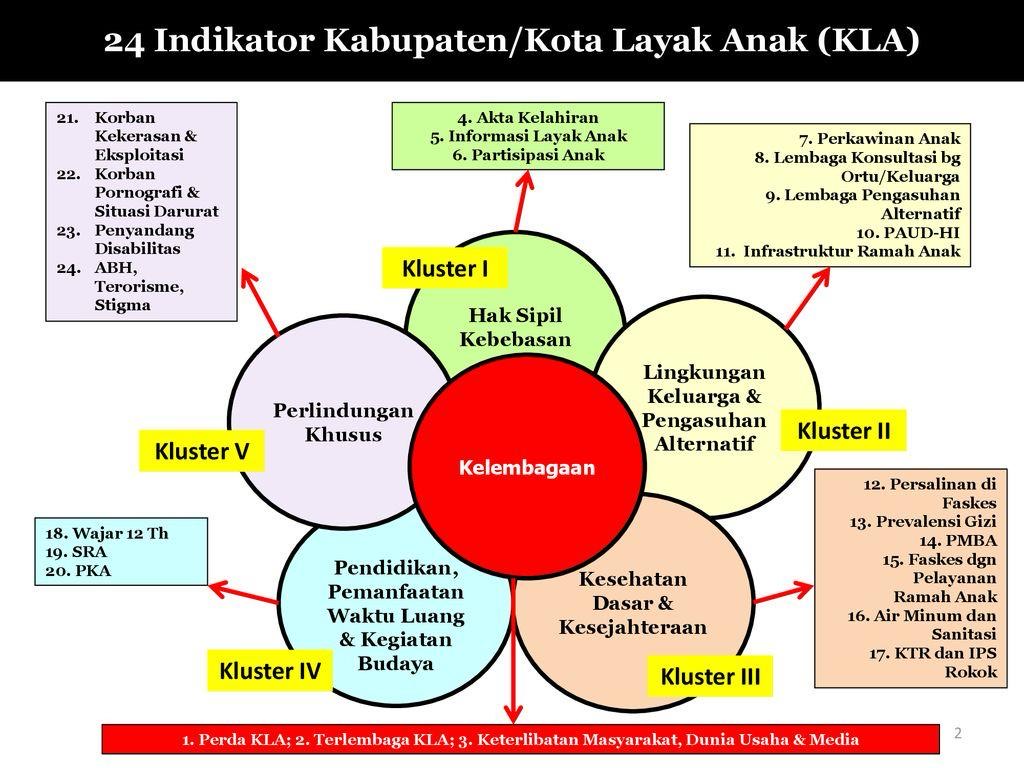 24 Indikator Kabupaten/Kota Layak Anak (KLA)
21. Korban
Kekerasan &
Eksploitasi
22. Korban
Pornografi &
Situasi Darurat
23. Penyandang
Disabilitas
24. ABH,
Terorisme,
Stigma
4. Akta Kelahiran
5. Informasi Layak Anak
6. Partisipasi Anak
7. Perkawinan Anak
8. Lembaga Konsultasi bg
Ortu/Keluarga
9. Lembaga Pengasuhan
Alternatif
10. PAUD-HI
11. Infrastruktur Ramah Anak
Kluster I
Hak Sipil
Kebebasan
Lingkungan
Keluarga &
Pengasuhan
Alternatif
Kluster II
Perlindungan
Khusus
Kluster V
Kelembagaan
12. Persalinan di
Faskes
13. Prevalensi Gizi
14. PMBA
15. Faskes dgn
Pelayanan
Ramah Anak
16. Air Minum dan
Sanitasi
17. KTR dan IPS
Rokok
18. Wajar 12 Th
19. SRA
20. PKA
Pendidikan,
Pemanfaatan
Waktu Luang
& Kegiatan
Budaya
Kluster IV
Kesehatan
Dasar &
Kesejahteraan
Kluster III
1. Perda KLA; 2. Terlembaga KLA; 3. Keterlibatan Masyarakat, Dunia Usaha & Media
2